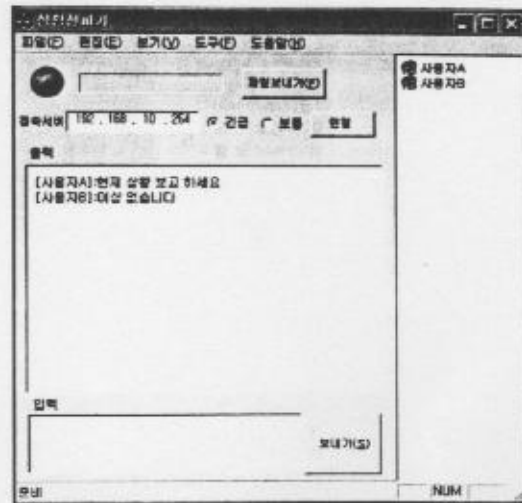 파일(F) 편집(E) 보기(V) 도구(F) 도움말(H)
파일보내기(F)
접속서버 192 . 168 . 10 . 254 긴급 보통 연결
출력
[사용자A]:현재 상황 보고 하세요
[사용자B]:이상 없습니다
입력
보내기(S)
준비 NUM
사용자A
사용자B